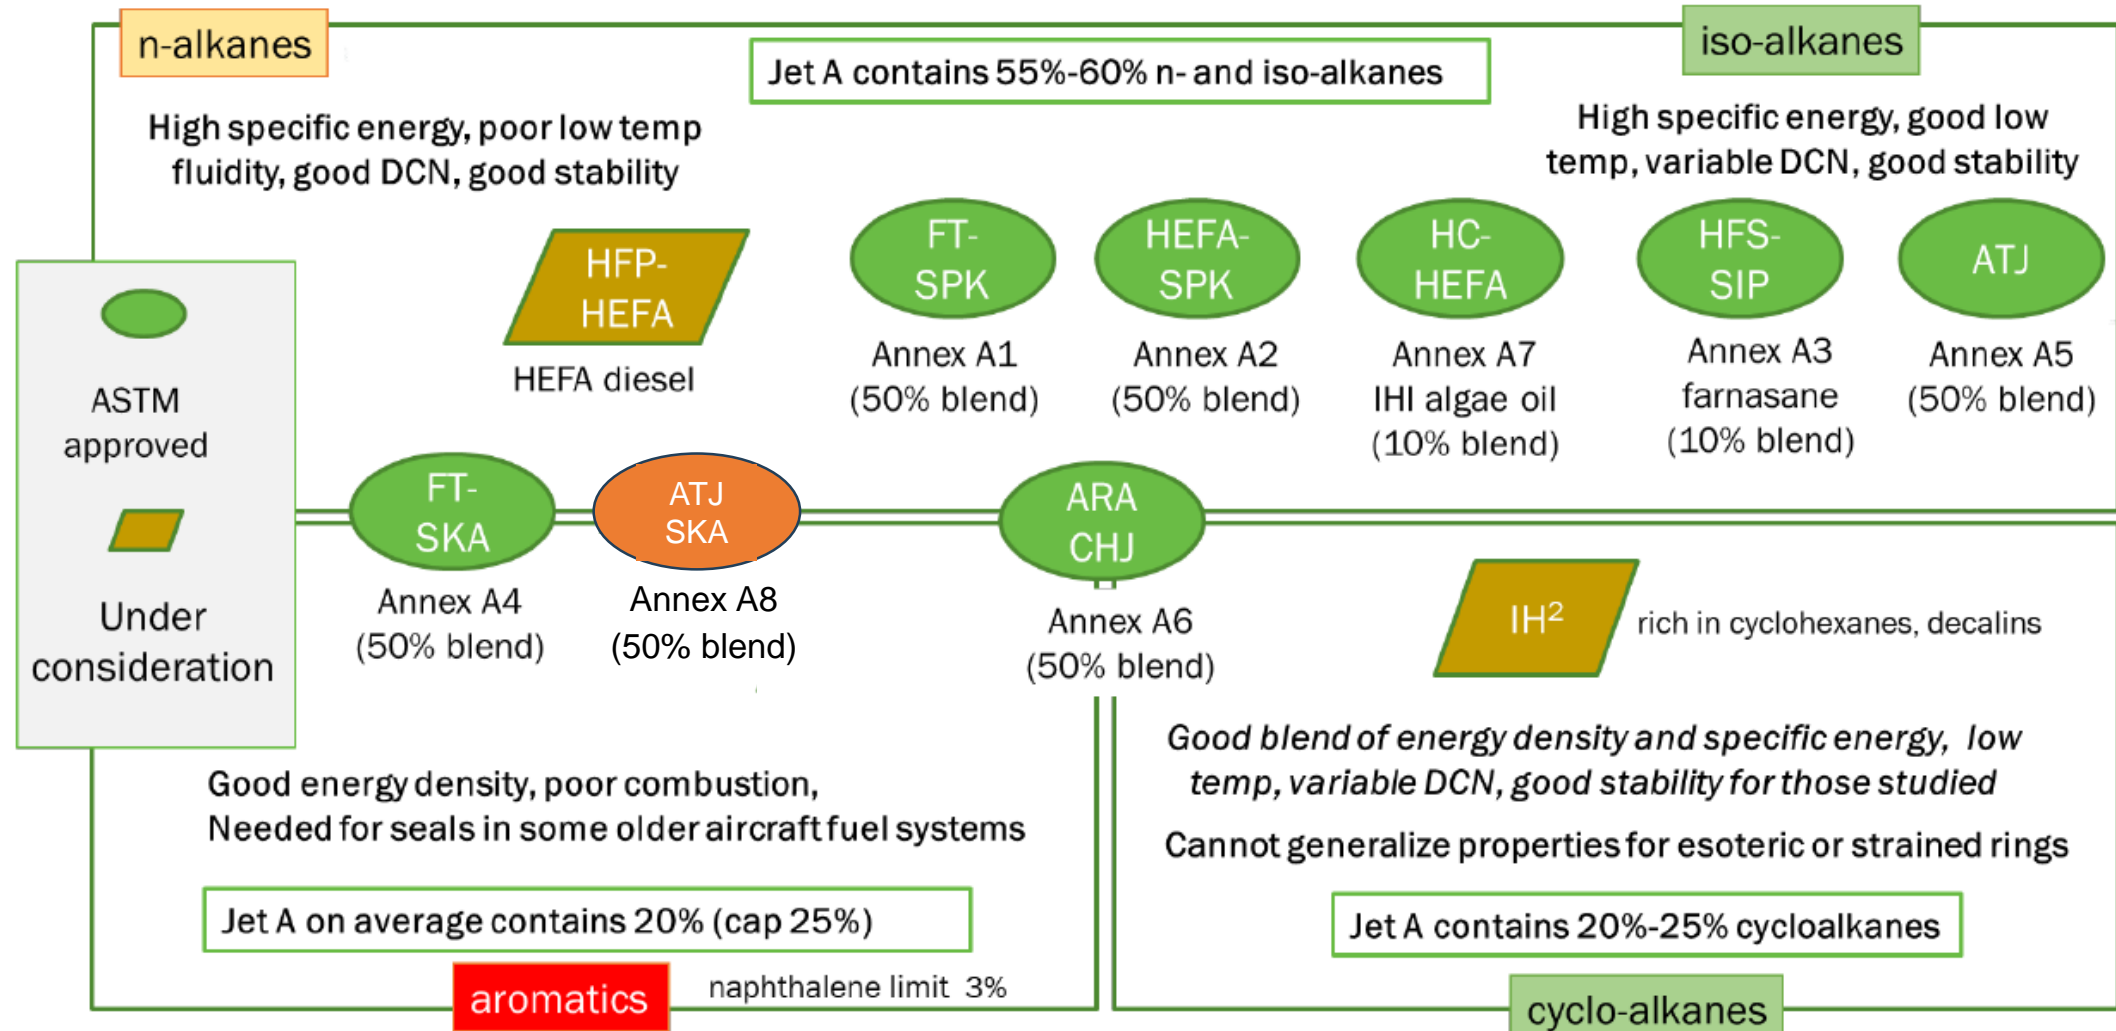 n-alkanes
iso-alkanes
Jet A contains 55%-60% n- and iso-alkanes
High specific energy, poor low temp
fluidity, good DCN, good stability
High specific energy, good low
temp, variable DCN, good stability
HFP-
HEFA
HEFA diesel
FT-
SPK
Annex A1
(50% blend)
HEFA-
SPK
Annex A2
(50% blend)
HC-
HEFA
Annex A7
IHI algae oil
(10% blend)
HFS-
SIP
Annex A3
farnasane
(10% blend)
ATJ
Annex A5
(50% blend)
ASTM
approved
Under
consideration
FT-
SKA
Annex A4
(50% blend)
ATJ
SKA
Annex A8
(50% blend)
ARA
CHJ
Annex A6
(50% blend)
IH²
rich in cyclohexanes, decalins
Good energy density, poor combustion,
Needed for seals in some older aircraft fuel systems
Jet A on average contains 20% (cap 25%)
aromatics
naphthalene limit 3%
Good blend of energy density and specific energy, low
temp, variable DCN, good stability for those studied
Cannot generalize properties for esoteric or strained rings
Jet A contains 20%-25% cycloalkanes
cyclo-alkanes